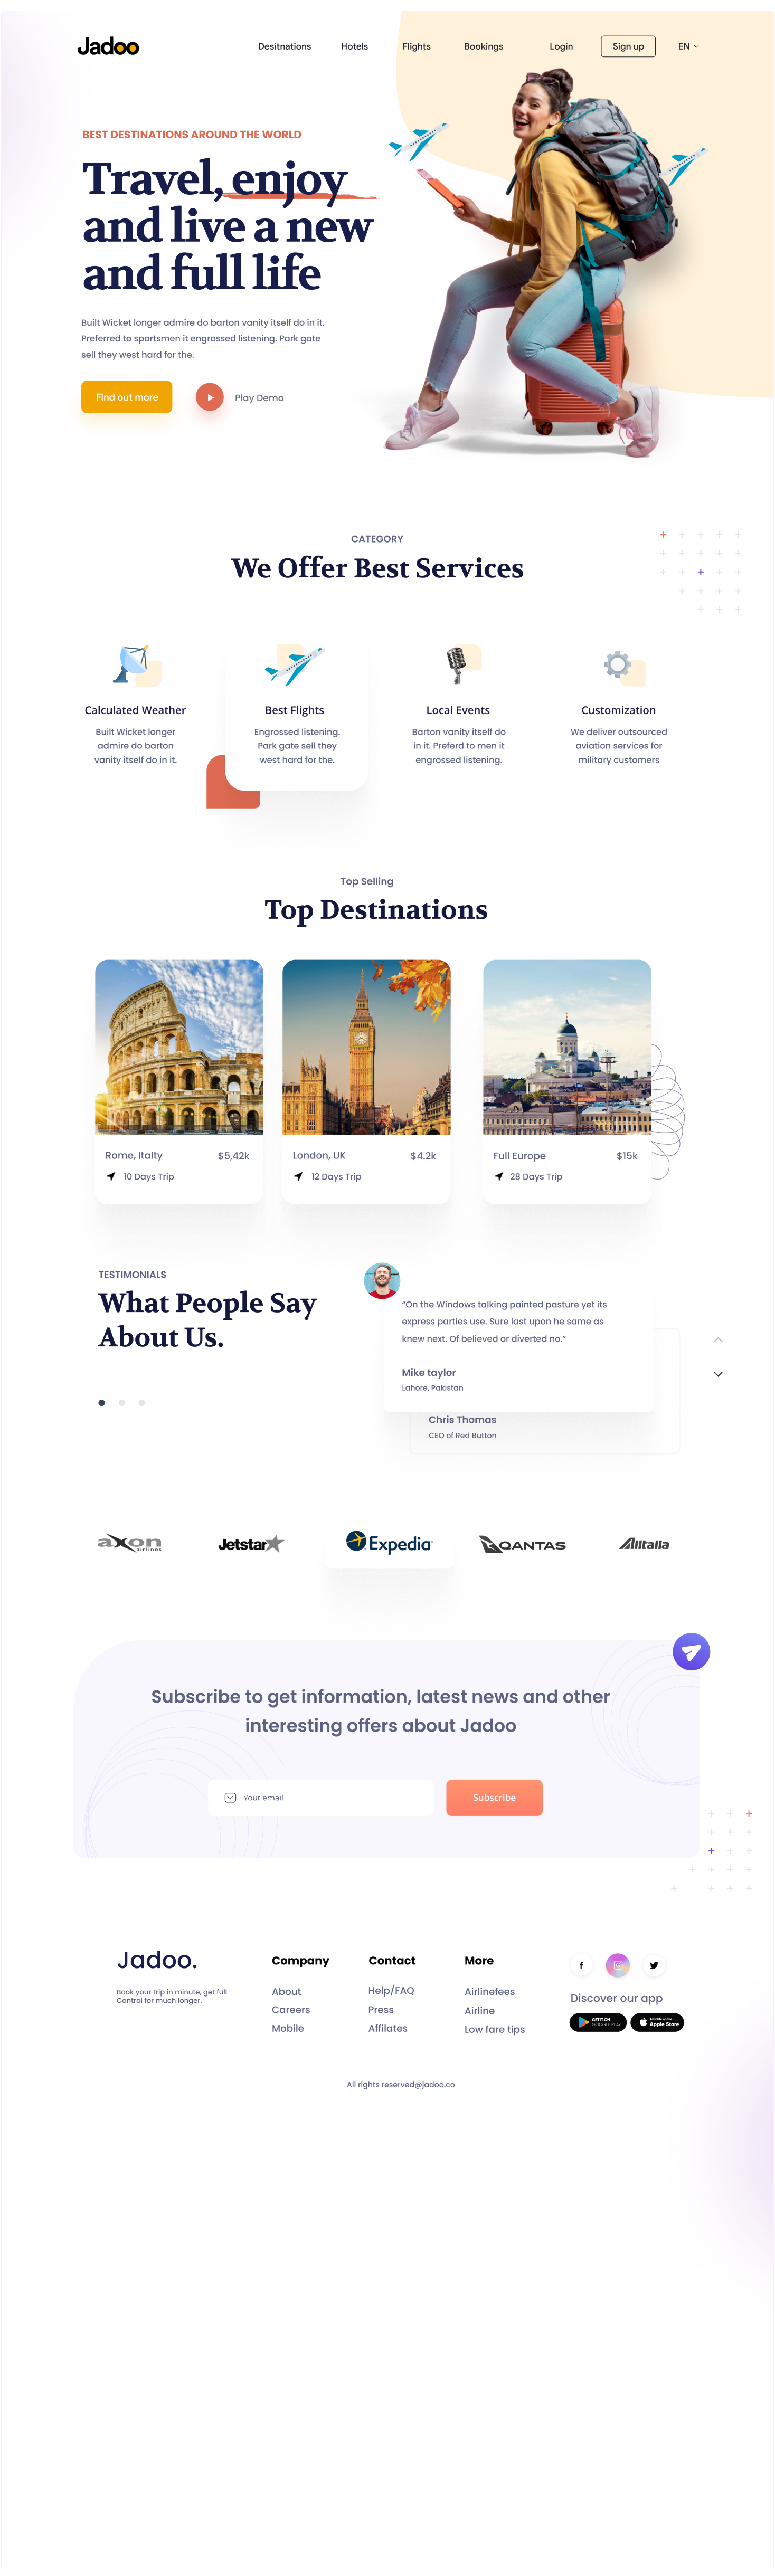 Jadoo
Desitnations
Hotels
Flights
Bookings
Login
Sign up
EN
BEST DESTINATIONS AROUND THE WORLD
Travel, enjoy
and live a new
and full life
Built Wicket longer admire do barton vanity itself do in it.
Preferred to sportsmen it engrossed listening. Park gate
sell they west hard for the.
Find out more
Play Demo
CATEGORY
We Offer Best Services
Calculated Weather
Built Wicket longer
admire do barton
vanity itself do in it.
Best Flights
Engrossed listening.
Park gate sell they
west hard for the.
Local Events
Barton vanity itself do
in it. Preferd to men it
engrossed listening.
Customization
We deliver outsourced
aviation services for
military customers
Top Selling
Top Destinations
Rome, Italty
$5,42k
10 Days Trip
London, UK
$4.2k
12 Days Trip
Full Europe
$15k
28 Days Trip
TESTIMONIALS
What People Say
About Us.
“On the Windows talking painted pasture yet its
express parties use. Sure last upon he same as
knew next. Of believed or diverted no.”
Mike taylor
Lahore, Pakistan
Chris Thomas
CEO of Red Button
axon
airlines
Jetstar
Expedia
QANTAS
Alitalia
Subscribe to get information, latest news and other
interesting offers about Jadoo
Your email
Subscribe
Jadoo.
Book your trip in minute, get full
Control for much longer.
Company
About
Careers
Mobile
Contact
Help/FAQ
Press
Affilates
More
Airlinefees
Airline
Low fare tips
Discover our app
GET IT ON
GOOGLE PLAY
Available on the
Apple Store
All rights reserved@jadoo.co